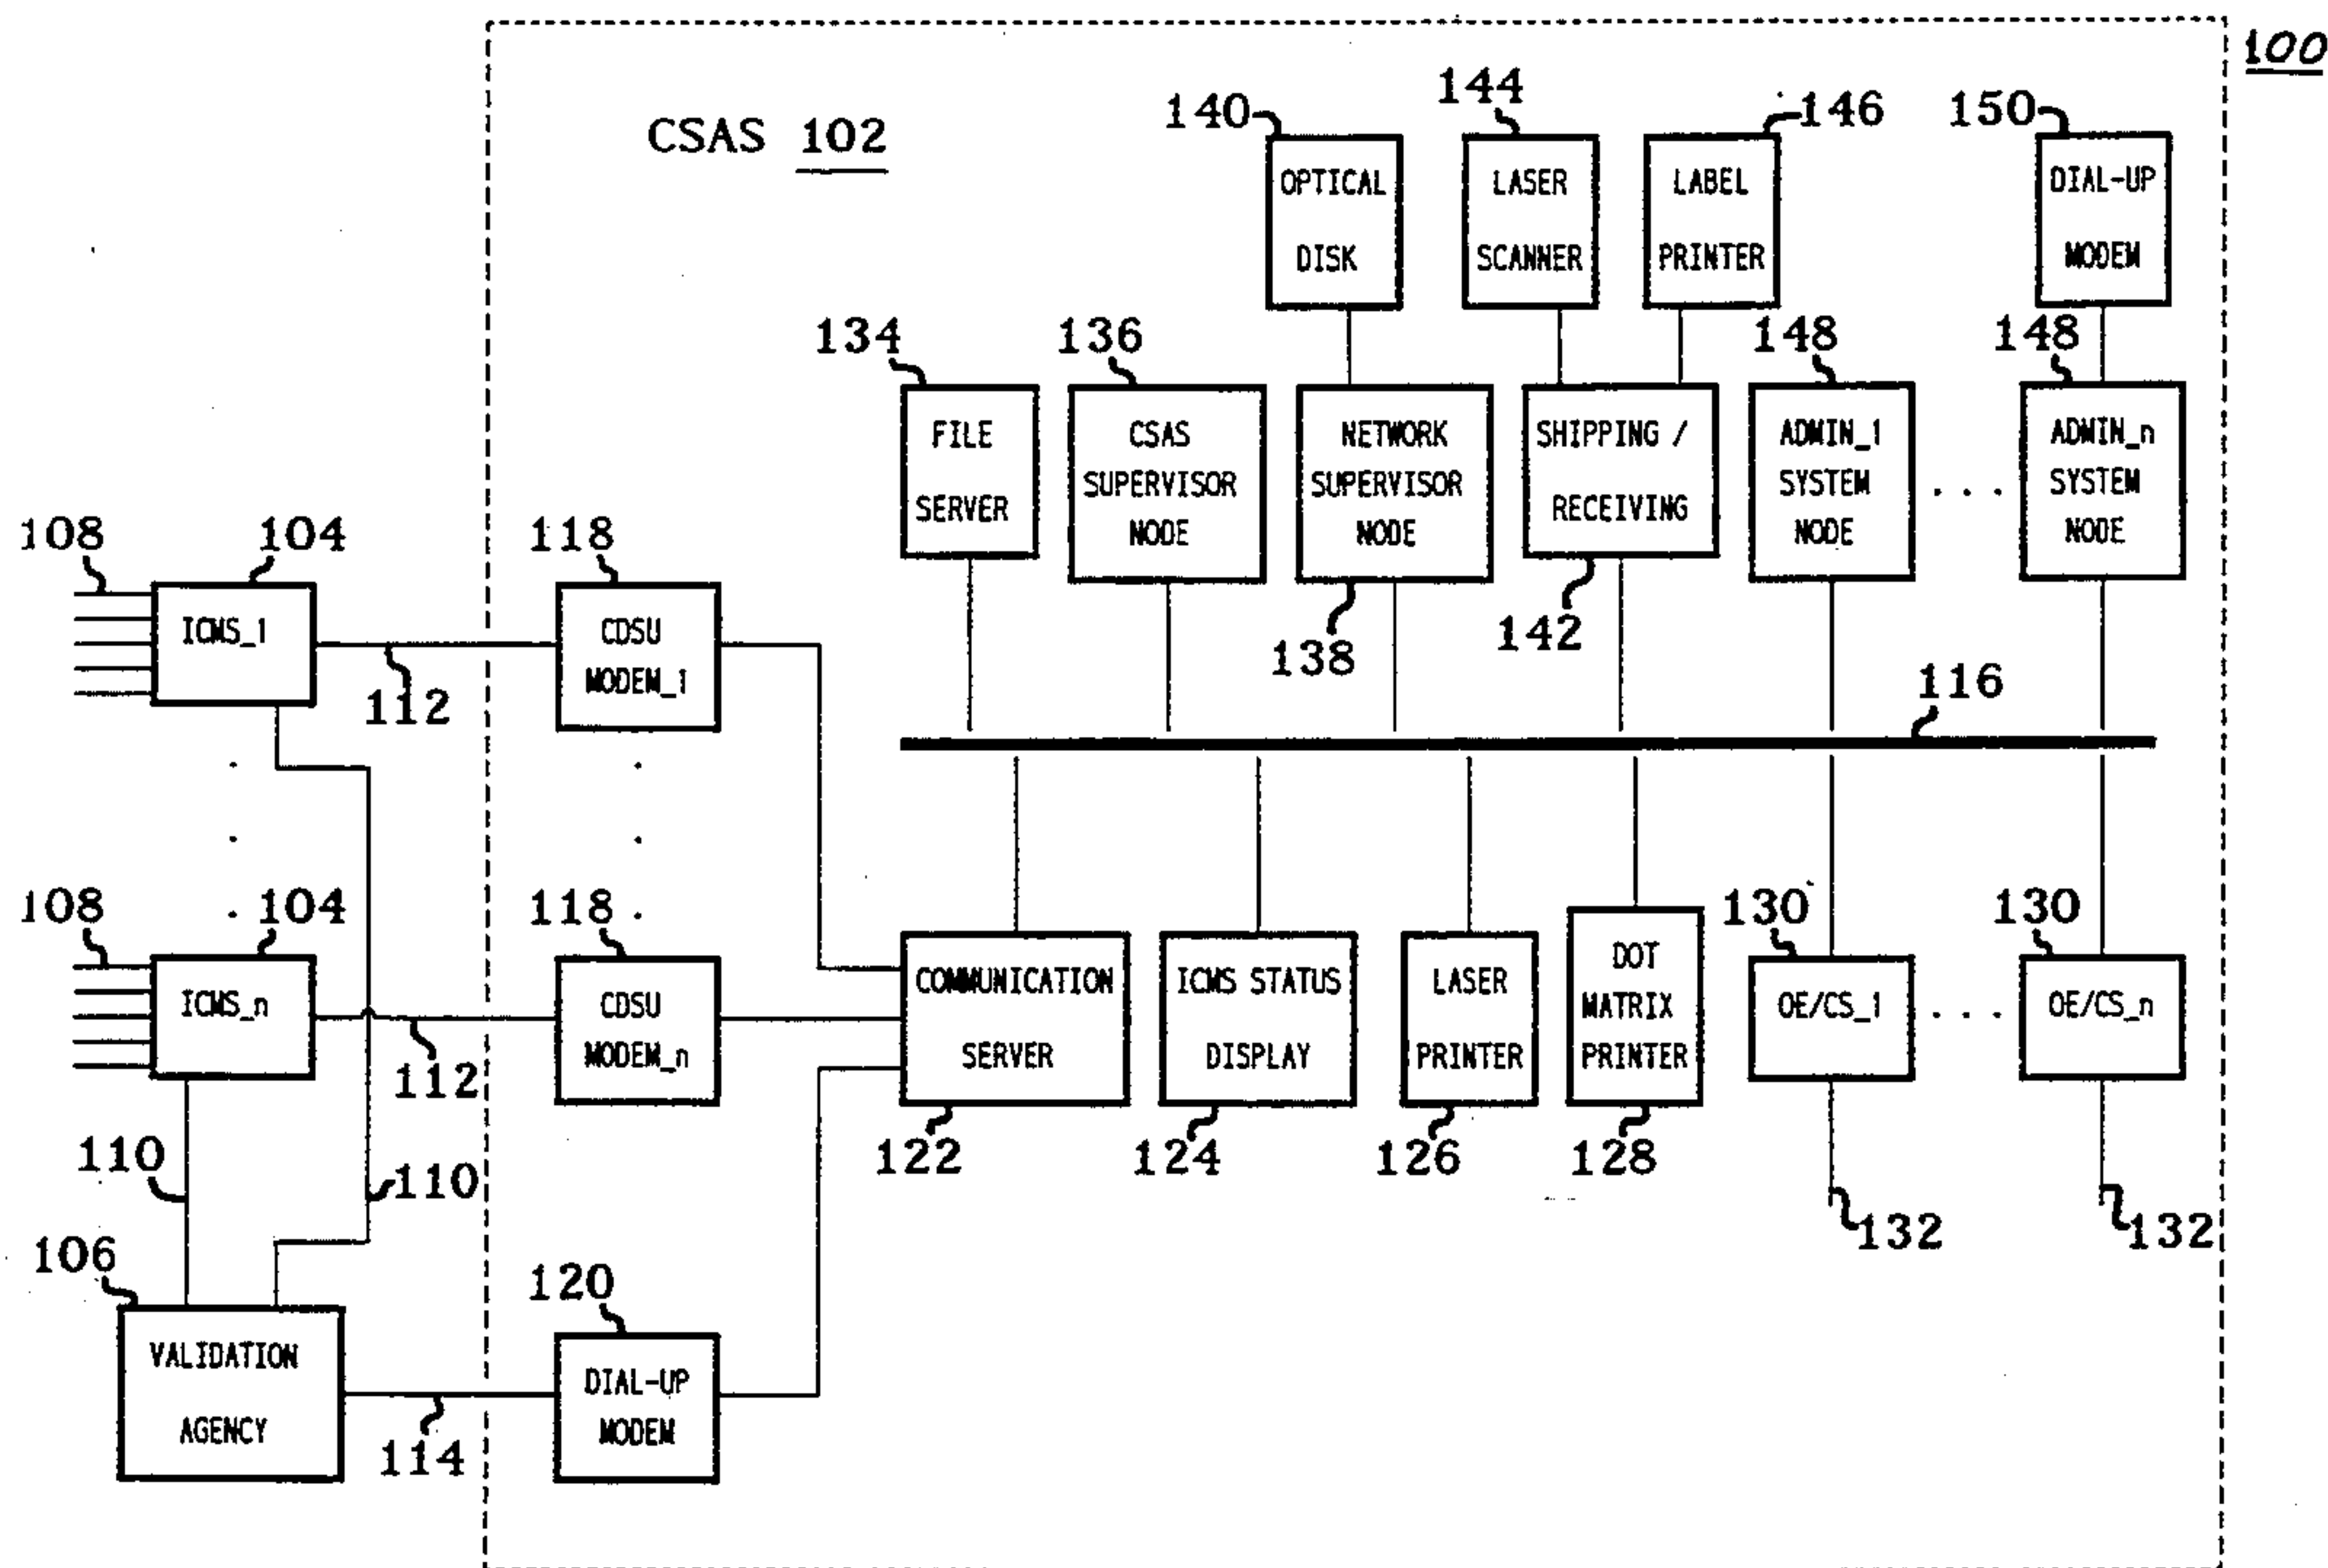 100
CSAS 102
140
144
146
150
OPTICAL
DISK
LASER
SCANNER
LABEL
PRINTER
DIAL-UP
MODEM
134
136
148
148
FILE
SERVER
CSAS
SUPERVISOR
NODE
NETWORK
SUPERVISOR
NODE
SHIPPING /
RECEIVING
ADMIN_1
SYSTEM
NODE
. . .
ADMIN_n
SYSTEM
NODE
108
104
118
138
142
ICMS_1
CDSU
MODEM_1
112
116
108
104
118
130
130
ICMS_n
CDSU
MODEM_n
112
COMMUNICATION
SERVER
ICMS STATUS
DISPLAY
LASER
PRINTER
DOT
MATRIX
PRINTER
OE/CS_1
. . .
OE/CS_n
110
110
122
124
126
128
132
132
106
120
VALIDATION
AGENCY
114
DIAL-UP
MODEM